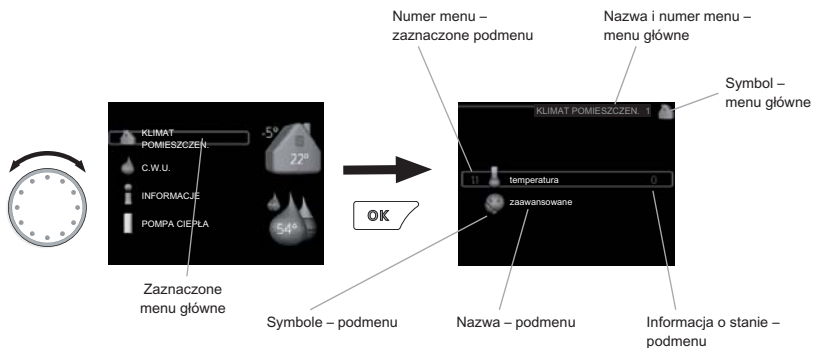 Numer menu –
zaznaczone podmenu
Nazwa i numer menu –
menu główne
Symbol –
menu główne
KLIMAT
POMIESZCZEN.
-5°
22°
C.W.U.
INFORMACJE
POMPA CIEPŁA
54°
OK
KLIMAT POMIESZCZEN. 1
1.1
temperatura
0
zaawansowane
Zaznaczone
menu główne
Symbole – podmenu
Nazwa – podmenu
Informacja o stanie –
podmenu